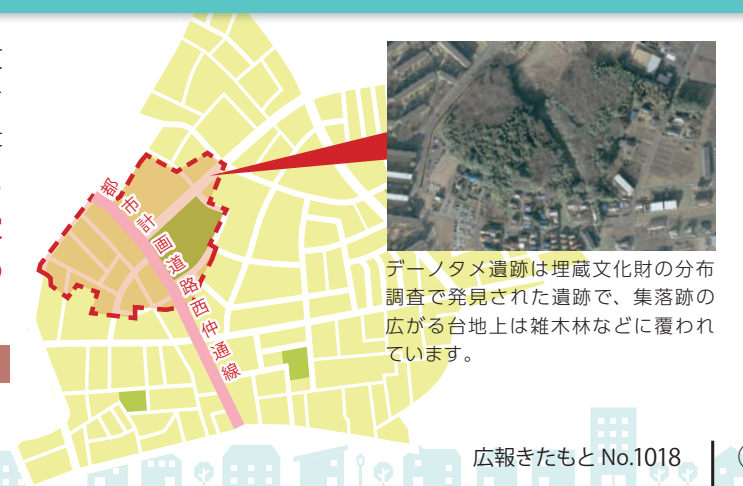 都市計画道路西仲通線
デーノタメ遺跡は埋蔵文化財の分布
調査で発見された遺跡で、集落跡の
広がる台地上は雑木林などに覆われ
ています。
広報きたもと No.1018